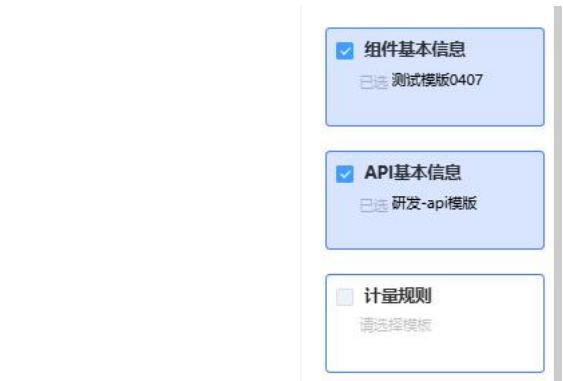 组件基本信息
已选 测试模版0407
API基本信息
已选 研发-api模版
计量规则
请选择模板